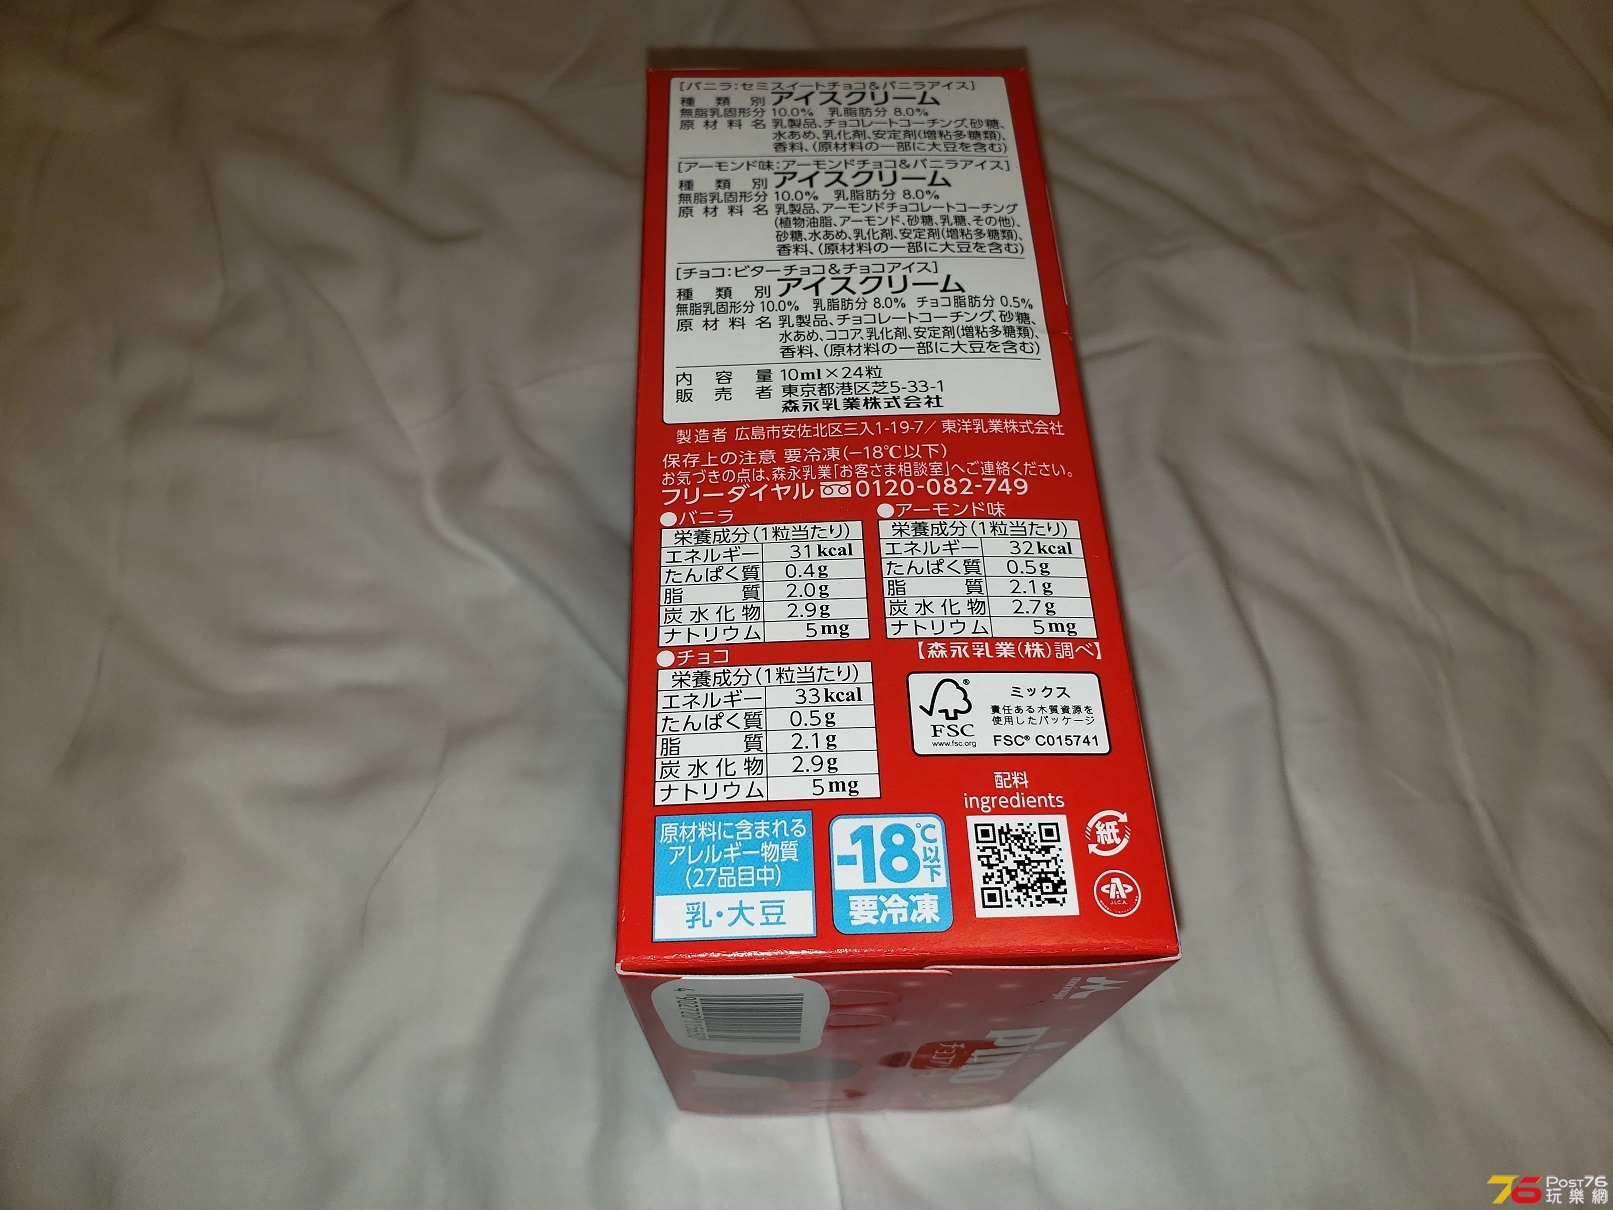 [バニラ:セミスイートチョコ&バニラアイス]
種類別 アイスクリーム
無脂乳固形分 10.0% 乳脂肪分 8.0%
原材料名 乳製品、チョコレートコーチング、砂糖、
水あめ、乳化剤、安定剤(増粘多糖類)、
香料、(原材料の一部に大豆を含む)
[アーモンド味:アーモンドチョコ&バニラアイス]
種類別 アイスクリーム
無脂乳固形分 10.0% 乳脂肪分 8.0%
原材料名 乳製品、アーモンドチョコレートコーチング
(植物油脂、アーモンド、砂糖、乳糖、その他)、
砂糖、水あめ、乳化剤、安定剤(増粘多糖類)、
香料、(原材料の一部に大豆を含む)
[チョコ:ビターチョコ&チョコアイス]
種類別 アイスクリーム
無脂乳固形分 10.0% 乳脂肪分 8.0% チョコ脂肪分 0.5%
原材料名 乳製品、チョコレートコーチング、砂糖、
水あめ、ココア、乳化剤、安定剤(増粘多糖類)、
香料、(原材料の一部に大豆を含む)
内容量 10ml×24粒
販売者 東京都港区芝5-33-1
森永乳業株式会社
製造者 広島市安佐北区三入1-19-7/東洋乳業株式会社
保存上の注意 要冷凍(−18℃以下)
お気づきの点は、森永乳業「お客さま相談室」へご連絡ください。
フリーダイヤル 0120-082-749
●バニラ
栄養成分(1粒当たり)
エネルギー 31kcal
たんぱく質 0.4g
脂質 2.0g
炭水化物 2.9g
ナトリウム 5mg
●アーモンド味
栄養成分(1粒当たり)
エネルギー 32kcal
たんぱく質 0.5g
脂質 2.1g
炭水化物 2.7g
ナトリウム 5mg
【森永乳業(株)調べ】
●チョコ
栄養成分(1粒当たり)
エネルギー 33kcal
たんぱく質 0.5g
脂質 2.1g
炭水化物 2.9g
ナトリウム 5mg
FSC®
www.fsc.org
ミックス
責任ある木質資源を
使用したパッケージ
FSC® C015741
配料
ingredients
原材料に含まれる
アレルギー物質
(27品目中)
乳・大豆
-18℃以下
要冷凍
紙
J.I.C.A.
pino
76 Post76
玩樂網